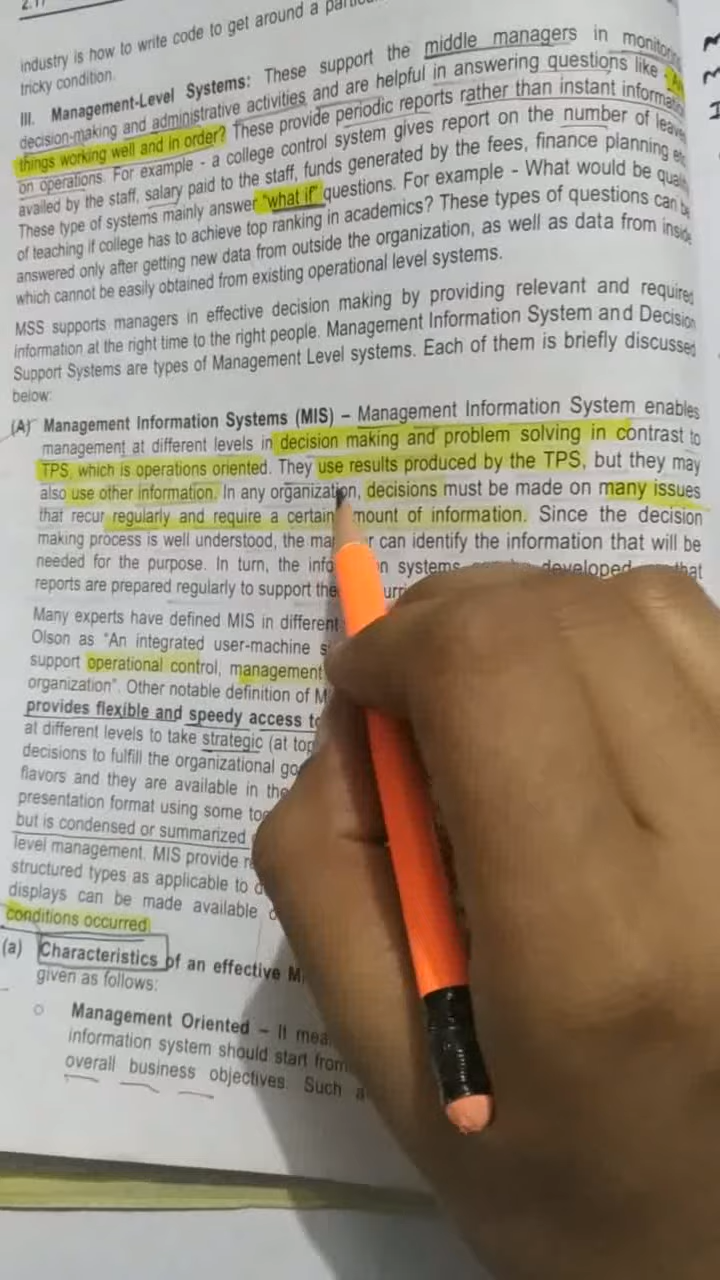 2.17
industry is how to write code to get around a
tricky condition.
III. Management-Level Systems: These support the middle managers in monitoring,
decision-making and administrative activities and are helpful in answering questions like -
things working well and in order? These provide periodic reports rather than instant information
on operations. For example - a college control system gives report on the number of leaves
availed by the staff, salary paid to the staff, funds generated by the fees, finance planning
These type of systems mainly answer "what if" questions. For example - What would be quality
of teaching if college has to achieve top ranking in academics? These types of questions can be
answered only after getting new data from outside the organization, as well as data from inside
which cannot be easily obtained from existing operational level systems.
MSS supports managers in effective decision making by providing relevant and required
information at the right time to the right people. Management Information System and Decision
Support Systems are types of Management Level systems. Each of them is briefly discussed
below:
(A) Management Information Systems (MIS) – Management Information System enables
management at different levels in decision making and problem solving in contrast to
TPS, which is operations oriented. They use results produced by the TPS, but they may
also use other information. In any organization, decisions must be made on many issues
that recur regularly and require a certain amount of information. Since the decision
making process is well understood, the can identify the information that will be
needed for the purpose. In turn, the systems developed that
reports are prepared regularly to support the
Many experts have defined MIS in different
Olson as "An integrated user-machine
support operational control, management
organization". Other notable definition of
provides flexible and speedy access to
at different levels to take strategic (at top
decisions to fulfill the organizational
flavors and they are available in the
presentation format using some
but is condensed or summarized
level management. MIS provide
structured types as applicable to
displays can be made available
conditions occurred
(a) Characteristics of an effective
given as follows:
o Management Oriented – It
information system should start from
overall business objectives. Such a